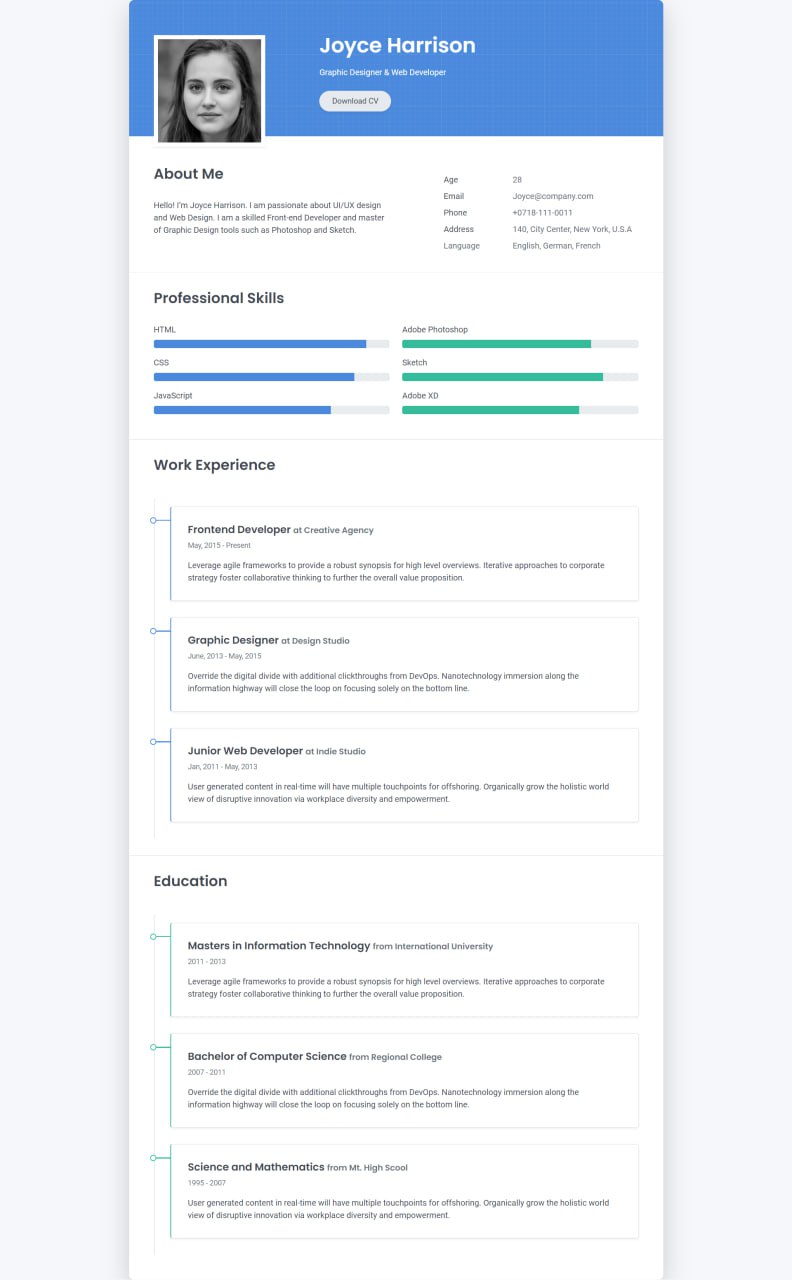 Joyce Harrison
Graphic Designer & Web Developer
Download CV
About Me
Hello! I'm Joyce Harrison. I am passionate about UI/UX design
and Web Design. I am a skilled Front-end Developer and master
of Graphic Design tools such as Photoshop and Sketch.
Age 28
Email Joyce@company.com
Phone +0718-111-0011
Address 140, City Center, New York, U.S.A
Language English, German, French
Professional Skills
HTML
CSS
JavaScript
Adobe Photoshop
Sketch
Adobe XD
Work Experience
Frontend Developer at Creative Agency
May, 2015 - Present
Leverage agile frameworks to provide a robust synopsis for high level overviews. Iterative approaches to corporate
strategy foster collaborative thinking to further the overall value proposition.
Graphic Designer at Design Studio
June, 2013 - May, 2015
Override the digital divide with additional clickthroughs from DevOps. Nanotechnology immersion along the
information highway will close the loop on focusing solely on the bottom line.
Junior Web Developer at Indie Studio
Jan, 2011 - May, 2013
User generated content in real-time will have multiple touchpoints for offshoring. Organically grow the holistic world
view of disruptive innovation via workplace diversity and empowerment.
Education
Masters in Information Technology from International University
2011 - 2013
Leverage agile frameworks to provide a robust synopsis for high level overviews. Iterative approaches to corporate
strategy foster collaborative thinking to further the overall value proposition.
Bachelor of Computer Science from Regional College
2007 - 2011
Override the digital divide with additional clickthroughs from DevOps. Nanotechnology immersion along the
information highway will close the loop on focusing solely on the bottom line.
Science and Mathematics from Mt. High Scool
1995 - 2007
User generated content in real-time will have multiple touchpoints for offshoring. Organically grow the holistic world
view of disruptive innovation via workplace diversity and empowerment.